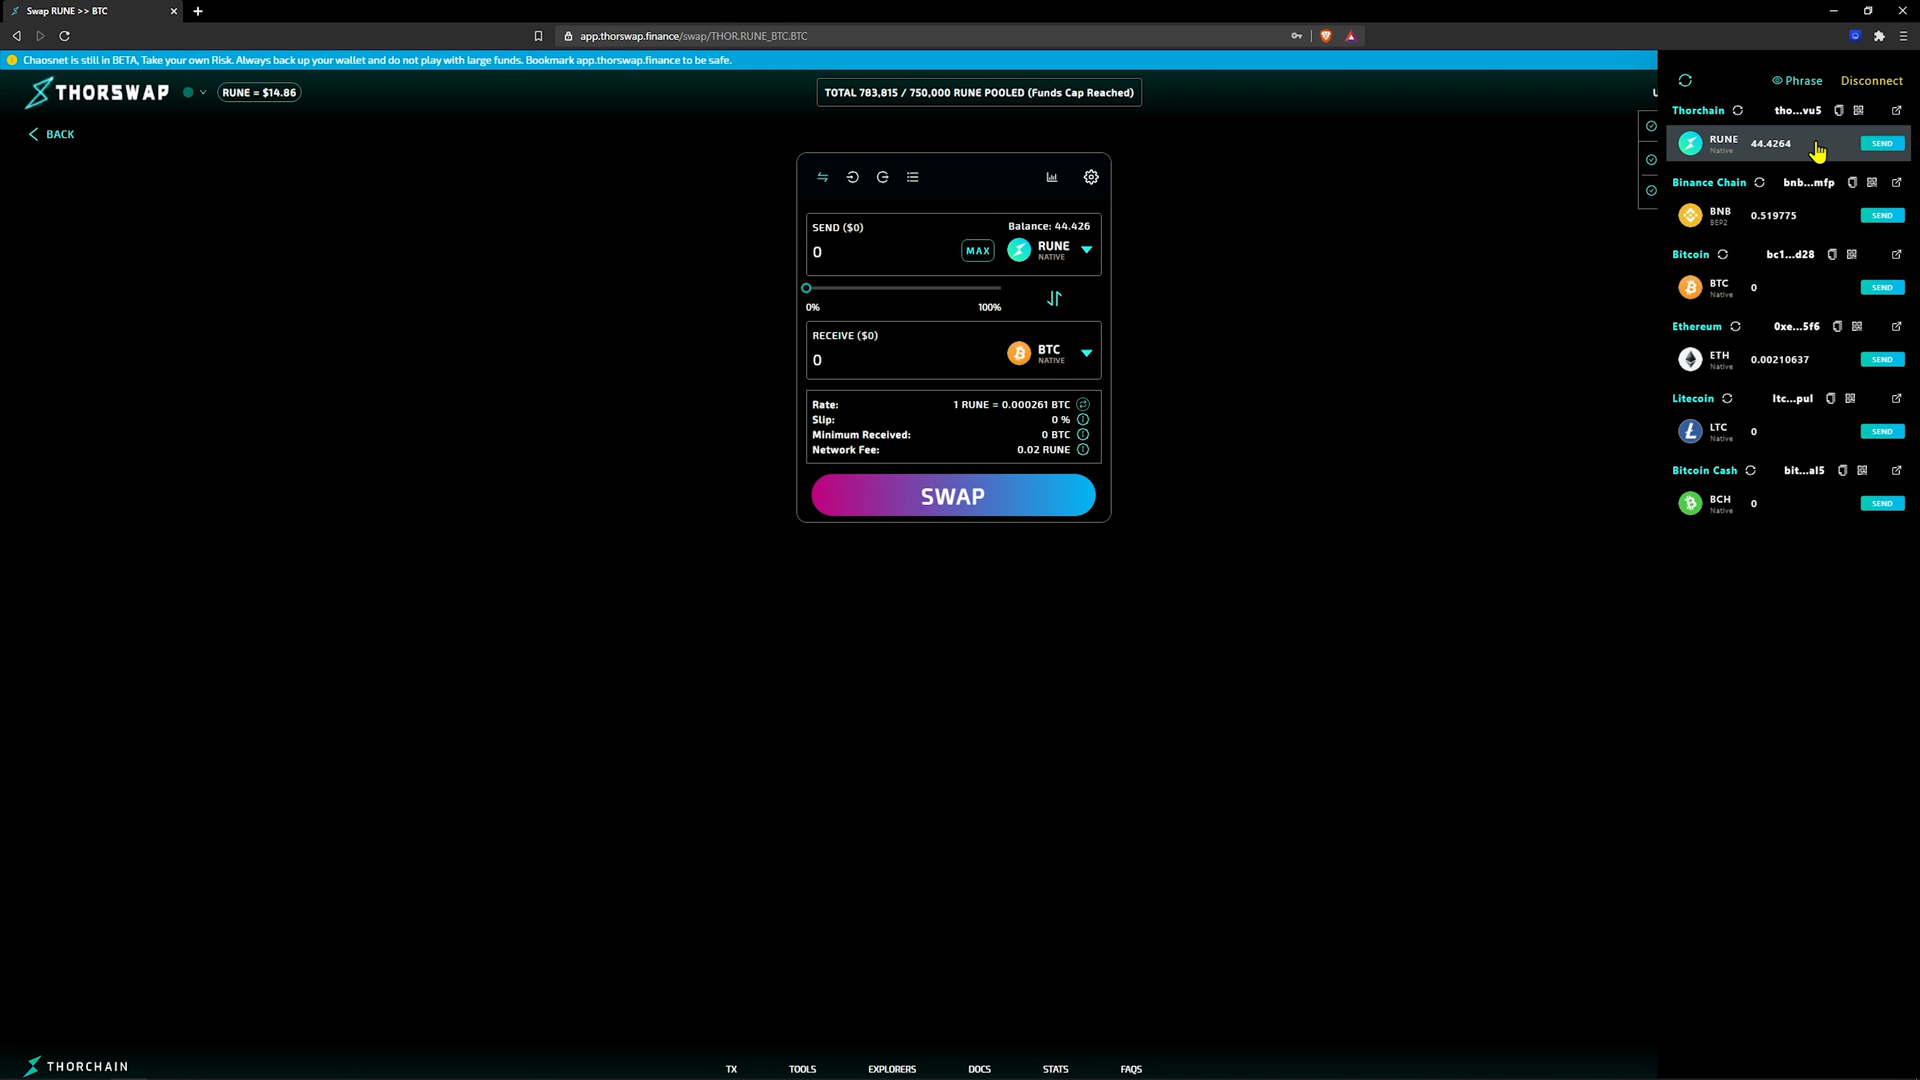 Swap RUNE >> BTC
app.thorswap.finance/swap/THOR.RUNE_BTC.BTC
Chaosnet is still in BETA, Take your own Risk. Always back up your wallet and do not play with large funds. Bookmark app.thorswap.finance to be safe.
THORSWAP
RUNE = $14.86
TOTAL 783,815 / 750,000 RUNE POOLED (Funds Cap Reached)
BACK
SEND ($0)
Balance: 44.426
0
MAX
RUNE
NATIVE
0%
100%
RECEIVE ($0)
0
BTC
NATIVE
Rate: 1 RUNE = 0.000261 BTC
Slip: 0 %
Minimum Received: 0 BTC
Network Fee: 0.02 RUNE
SWAP
Phrase
Disconnect
Thorchain tho...vu5
RUNE
Native
44.4264
SEND
Binance Chain bnb...mfp
BNB
BEP2
0.519775
SEND
Bitcoin bc1...d28
BTC
Native
0
SEND
Ethereum 0xe...5f6
ETH
Native
0.00210637
SEND
Litecoin ltc...pul
LTC
Native
0
SEND
Bitcoin Cash bit...al5
BCH
Native
0
SEND
THORCHAIN
TX
TOOLS
EXPLORERS
DOCS
STATS
FAQS